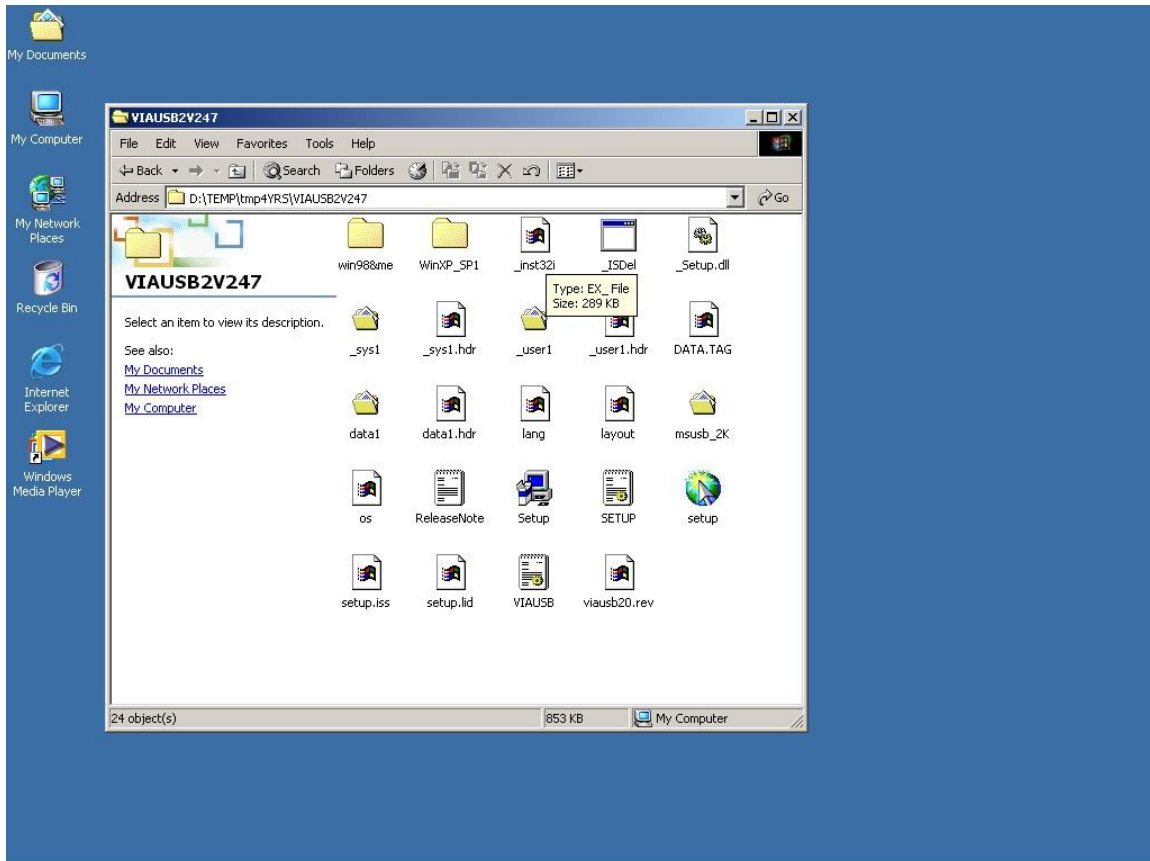 My Documents
My Computer
My Network
Places
Recycle Bin
Internet
Explorer
Windows
Media Player
VIAUSB2V247
File Edit View Favorites Tools Help
Back Search Folders
Address D:\TEMP\tmp4YRS\VIAUSB2V247 Go
VIAUSB2V247
Select an item to view its description.
See also:
My Documents
My Network Places
My Computer
win98&me WinXP_SP1 _inst32i _ISDel _Setup.dll
Type: EX_ File
Size: 289 KB
_sys1 _sys1.hdr _user1 _user1.hdr DATA.TAG
data1 data1.hdr lang layout msusb_2K
os ReleaseNote Setup SETUP setup
setup.iss setup.lid VIAUSB viausb20.rev
24 object(s) 853 KB My Computer